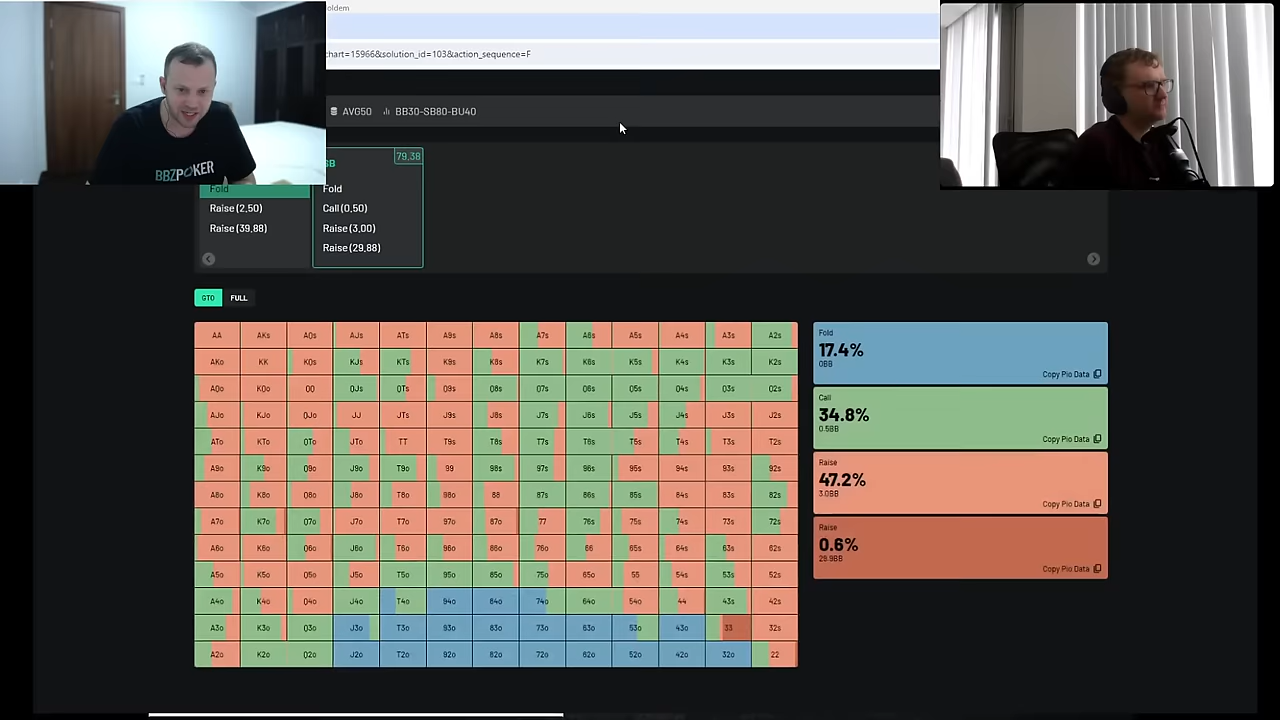 oldem
chart=15966&solution_id=103&action_sequence=F
BBZPOKER
AVG50 BB30-SB80-BU40
SB 79,38
Fold
Raise (2,50)
Raise (39,88)
Fold
Call (0,50)
Raise (3,00)
Raise (29,88)
GTO FULL
AA AKs AQs AJs ATs A9s A8s A7s A6s A5s A4s A3s A2s
AKo KK KQs KJs KTs K9s K8s K7s K6s K5s K4s K3s K2s
AQo KQo QQ QJs QTs Q9s Q8s Q7s Q6s Q5s Q4s Q3s Q2s
AJo KJo QJo JJ JTs J9s J8s J7s J6s J5s J4s J3s J2s
ATo KTo QTo JTo TT T9s T8s T7s T6s T5s T4s T3s T2s
A9o K9o Q9o J9o T9o 99 98s 97s 96s 95s 94s 93s 92s
A8o K8o Q8o J8o T8o 98o 88 87s 86s 85s 84s 83s 82s
A7o K7o Q7o J7o T7o 97o 87o 77 76s 75s 74s 73s 72s
A6o K6o Q6o J6o T6o 96o 86o 76o 66 65s 64s 63s 62s
A5o K5o Q5o J5o T5o 95o 85o 75o 65o 55 54s 53s 52s
A4o K4o Q4o J4o T4o 94o 84o 74o 64o 54o 44 43s 42s
A3o K3o Q3o J3o T3o 93o 83o 73o 63o 53o 43o 33 32s
A2o K2o Q2o J2o T2o 92o 82o 72o 62o 52o 42o 32o 22
Fold
17.4%
0BB
Copy Pio Data
Call
34.8%
0.5BB
Copy Pio Data
Raise
47.2%
3.0BB
Copy Pio Data
Raise
0.6%
29.9BB
Copy Pio Data